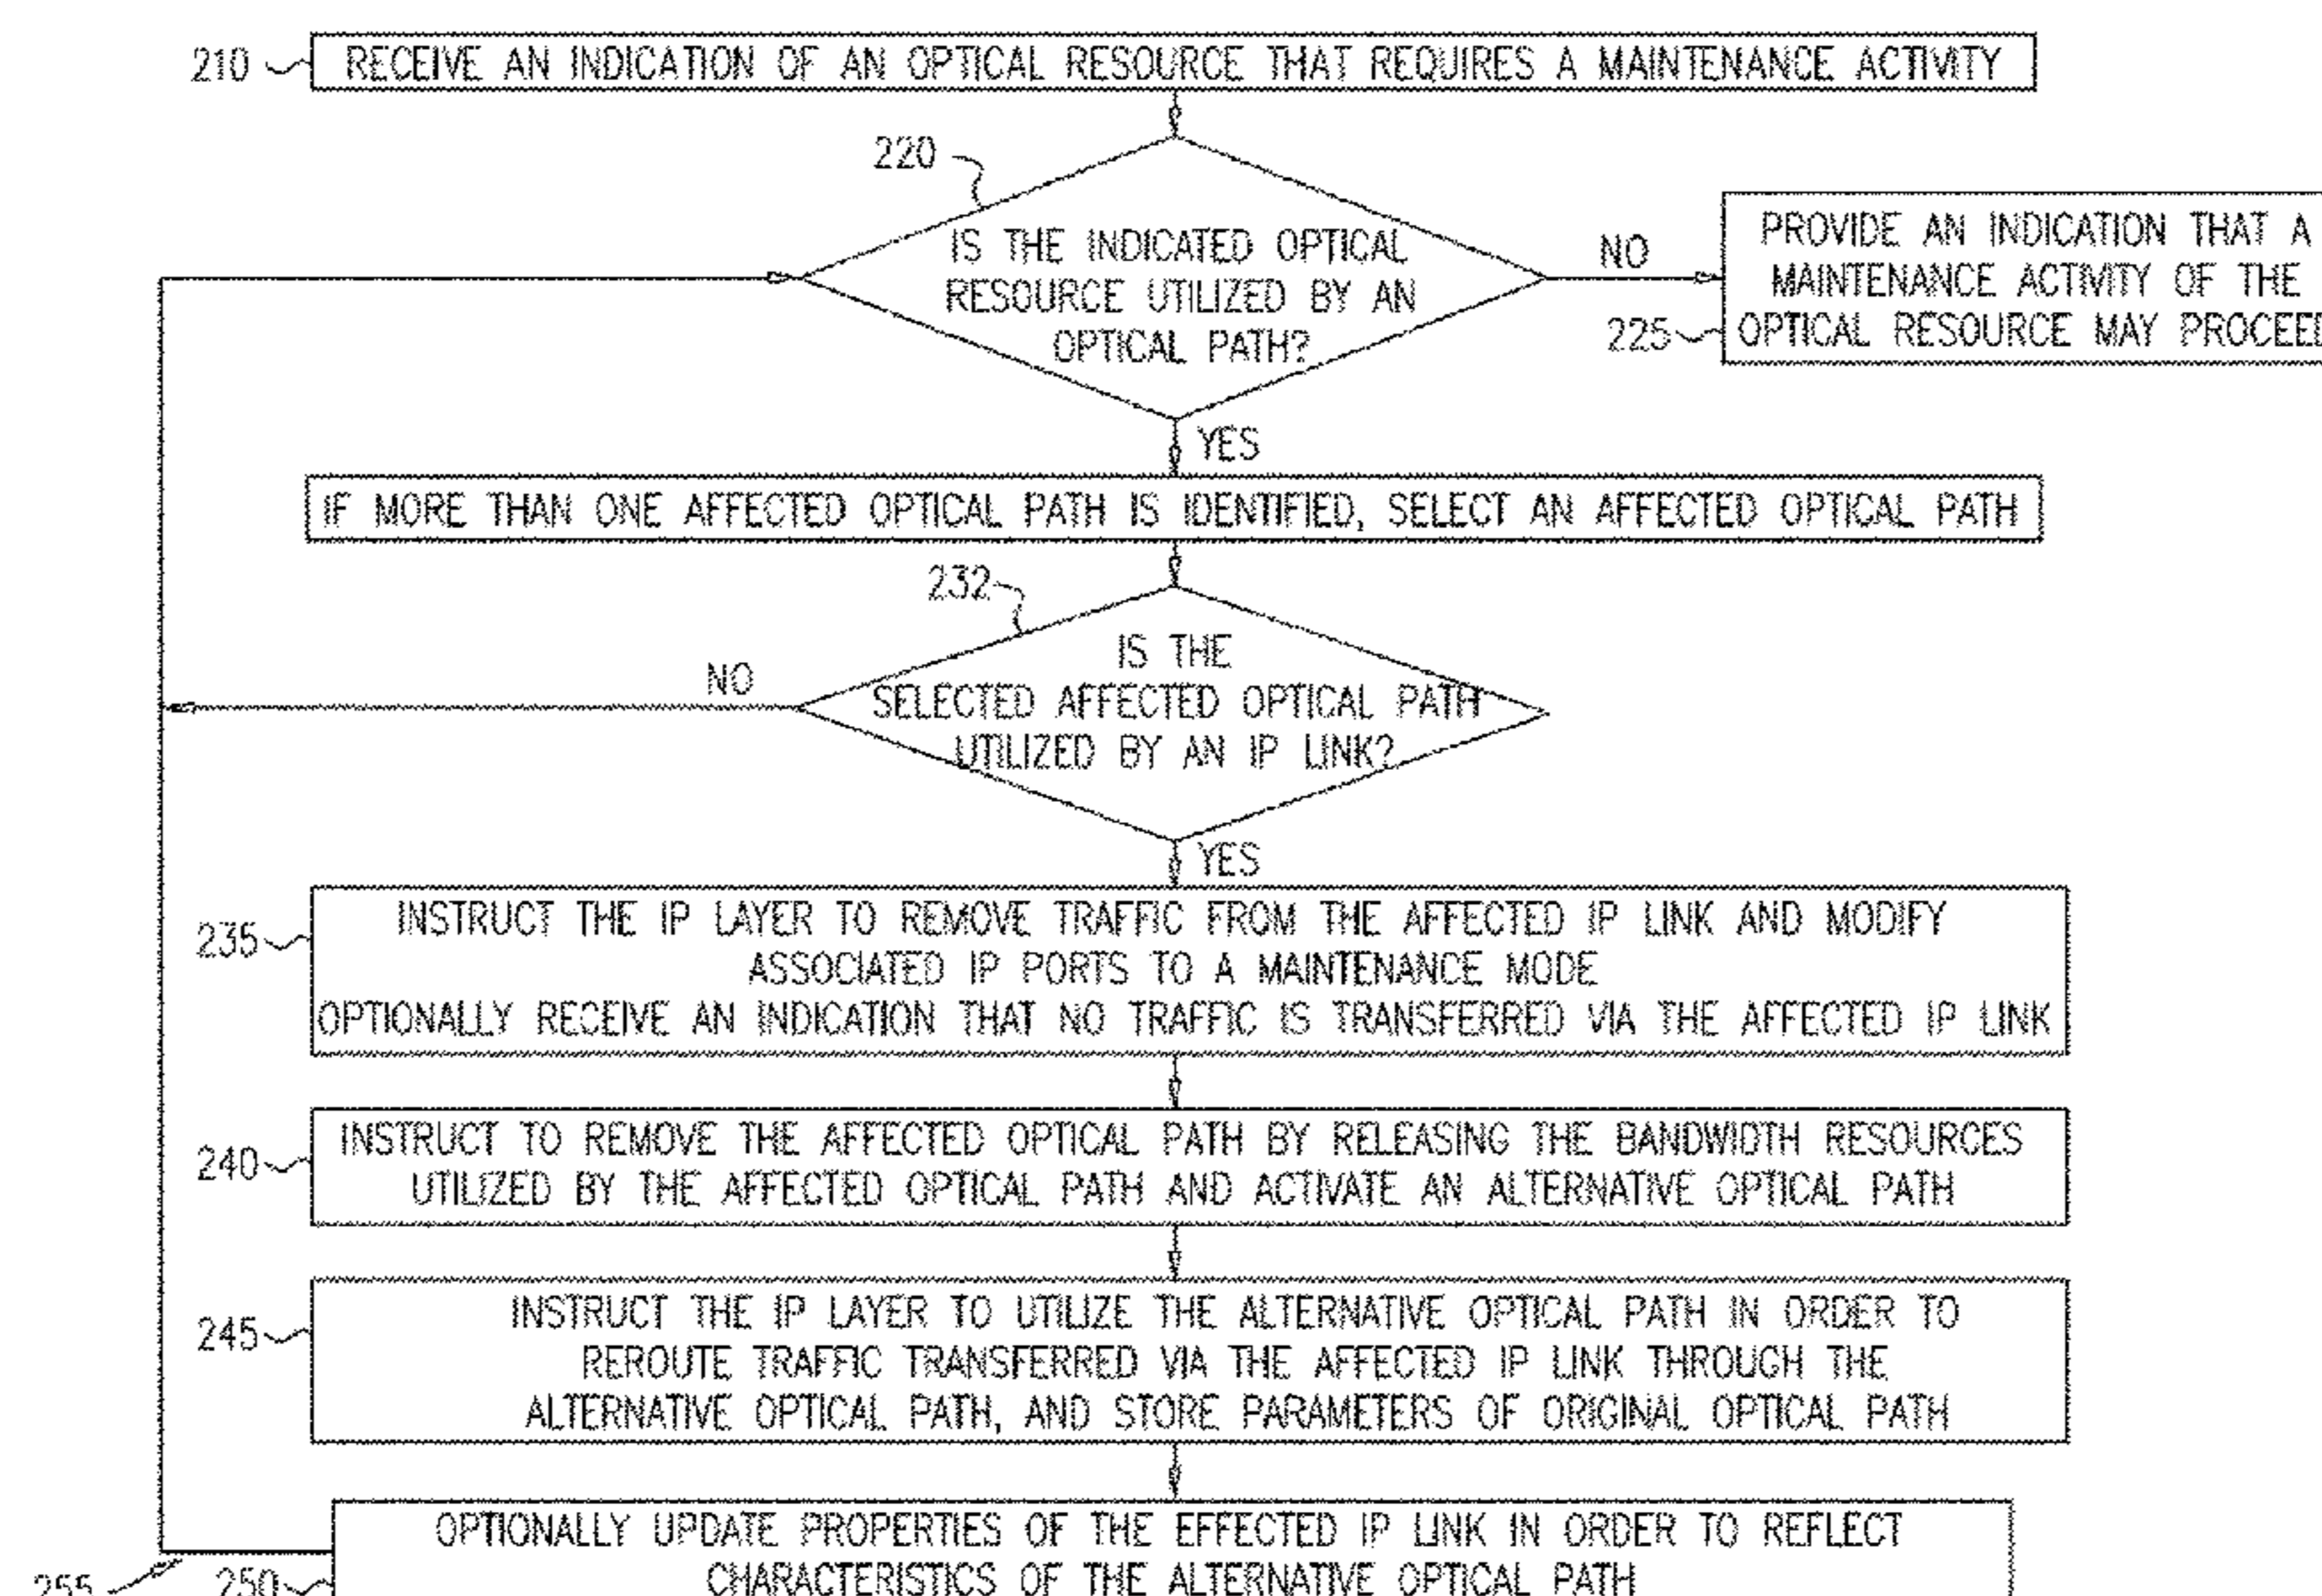 210
RECEIVE AN INDICATION OF AN OPTICAL RESOURCE THAT REQUIRES A MAINTENANCE ACTIVITY
220
IS THE INDICATED OPTICAL
RESOURCE UTILIZED BY AN
OPTICAL PATH?
NO
PROVIDE AN INDICATION THAT A
MAINTENANCE ACTIVITY OF THE
225
OPTICAL RESOURCE MAY PROCEED
YES
IF MORE THAN ONE AFFECTED OPTICAL PATH IS IDENTIFIED, SELECT AN AFFECTED OPTICAL PATH
232
IS THE
SELECTED AFFECTED OPTICAL PATH
UTILIZED BY AN IP LINK?
NO
YES
235
INSTRUCT THE IP LAYER TO REMOVE TRAFFIC FROM THE AFFECTED IP LINK AND MODIFY
ASSOCIATED IP PORTS TO A MAINTENANCE MODE
OPTIONALLY RECEIVE AN INDICATION THAT NO TRAFFIC IS TRANSFERRED VIA THE AFFECTED IP LINK
240
INSTRUCT TO REMOVE THE AFFECTED OPTICAL PATH BY RELEASING THE BANDWIDTH RESOURCES
UTILIZED BY THE AFFECTED OPTICAL PATH AND ACTIVATE AN ALTERNATIVE OPTICAL PATH
245
INSTRUCT THE IP LAYER TO UTILIZE THE ALTERNATIVE OPTICAL PATH IN ORDER TO
REROUTE TRAFFIC TRANSFERRED VIA THE AFFECTED IP LINK THROUGH THE
ALTERNATIVE OPTICAL PATH, AND STORE PARAMETERS OF ORIGINAL OPTICAL PATH
OPTIONALLY UPDATE PROPERTIES OF THE EFFECTED IP LINK IN ORDER TO REFLECT
CHARACTERISTICS OF THE ALTERNATIVE OPTICAL PATH
255
250